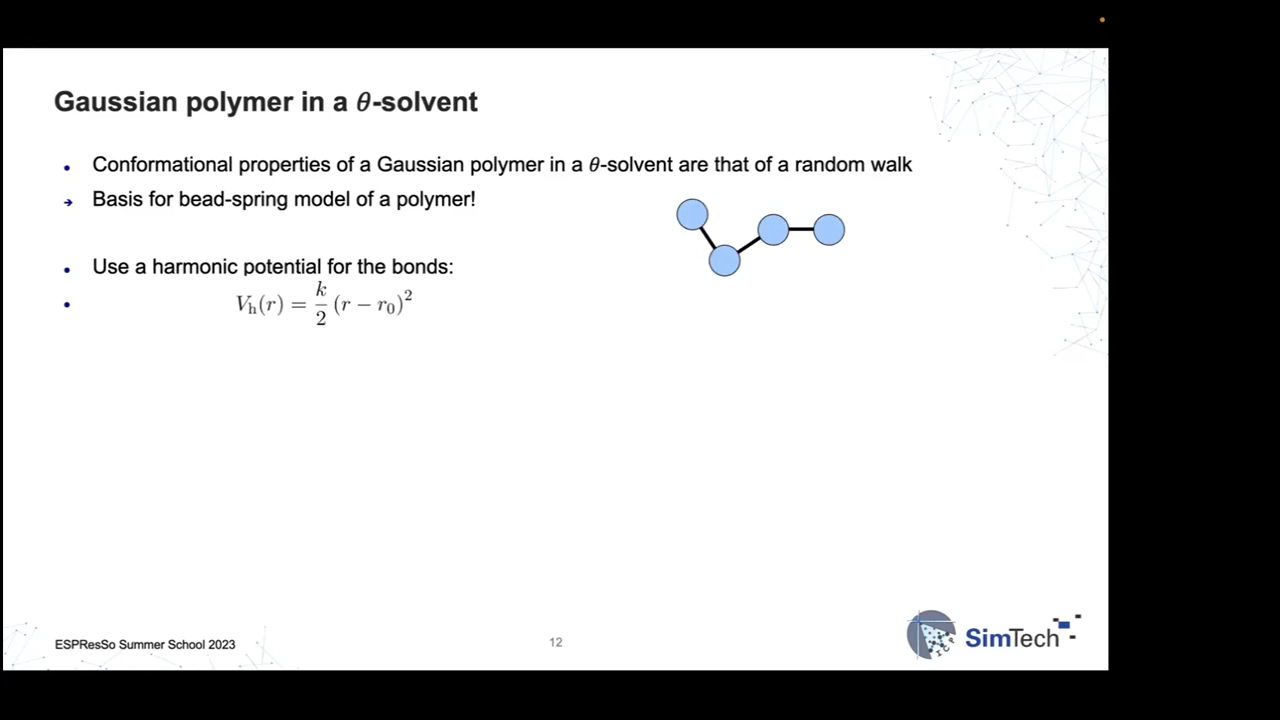 Gaussian polymer in a θ-solvent
• Conformational properties of a Gaussian polymer in a θ-solvent are that of a random walk
➔ Basis for bead-spring model of a polymer!
• Use a harmonic potential for the bonds:
• V_h(r) = k/2 (r − r_0)^2
ESPResSo Summer School 2023
12
ICP
SimTech